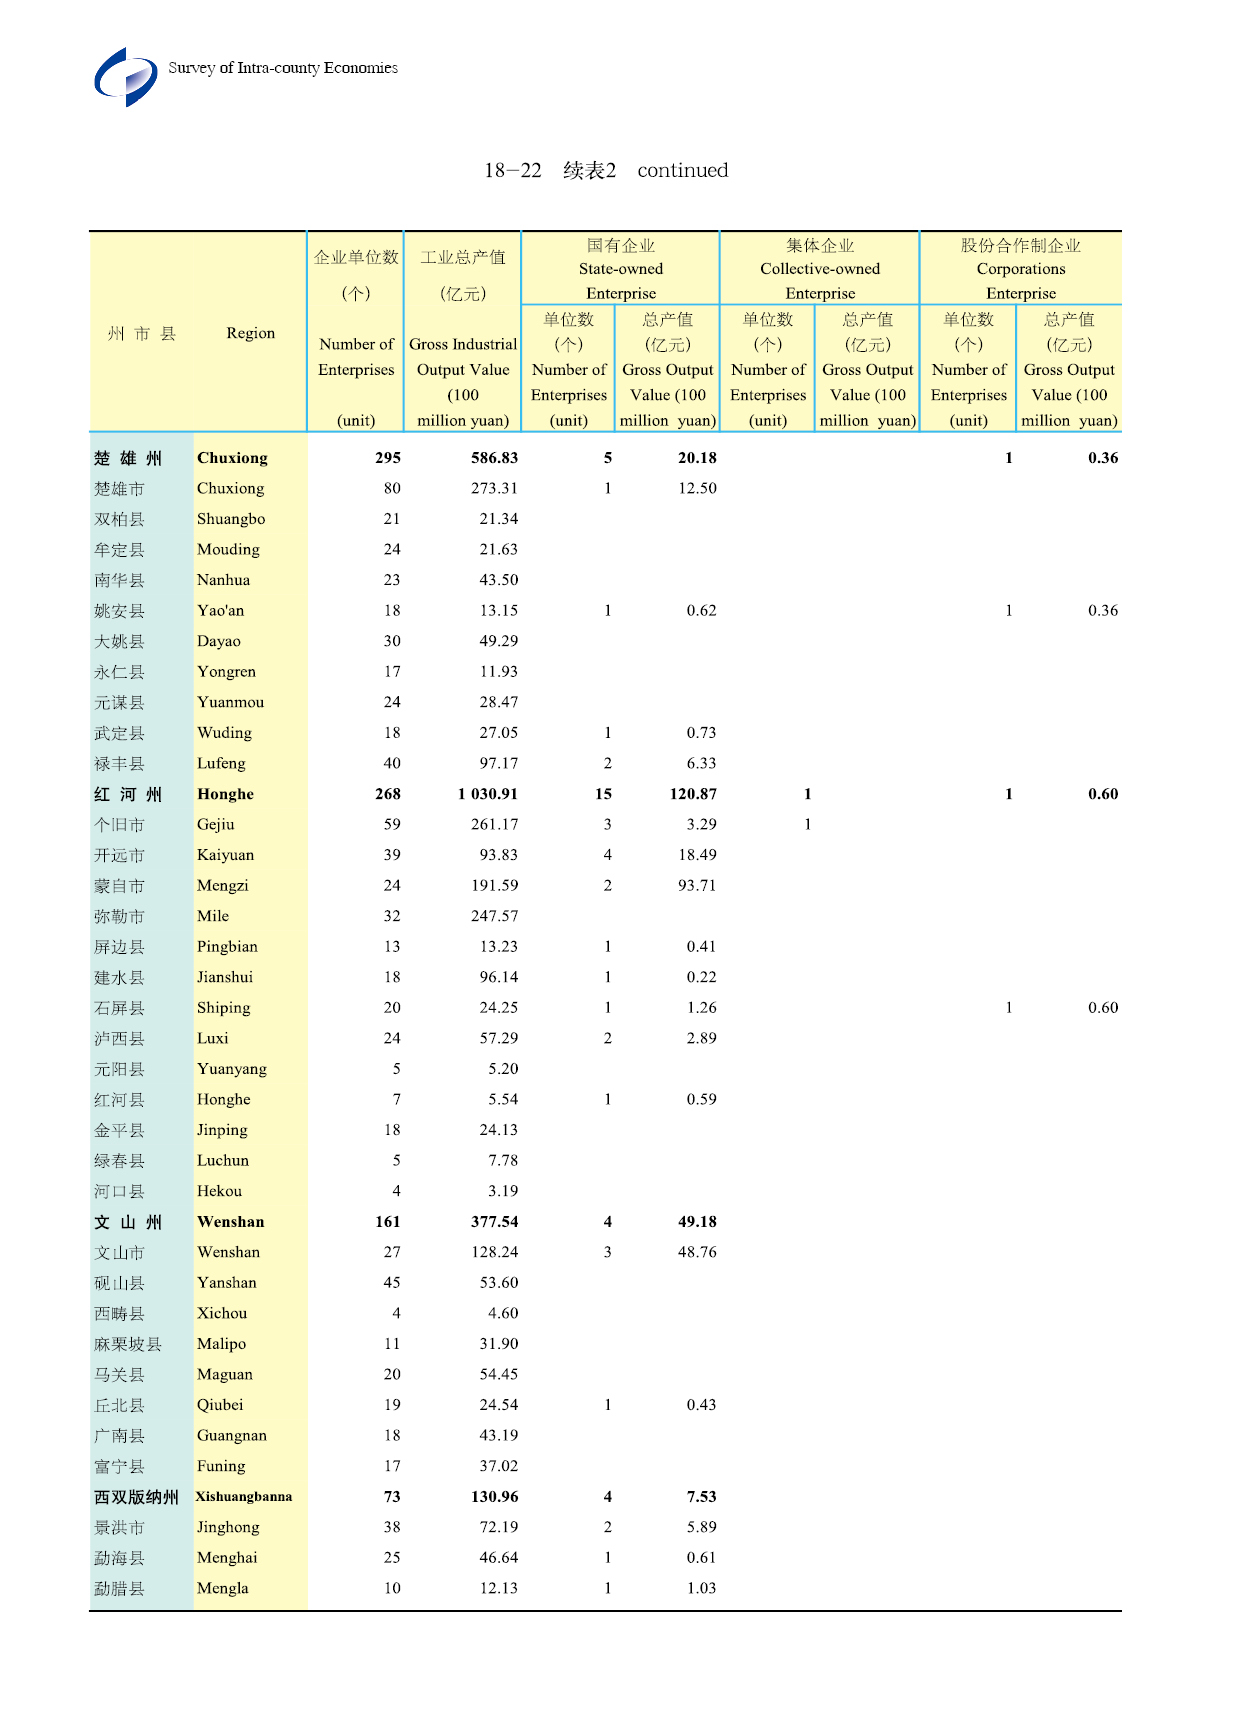 Survey of Intra-county Economies
18—22 续表2 continued
州 市 县 Region 企业单位数 (个) Number of Enterprises (unit) 工业总产值 (亿元) Gross Industrial Output Value (100 million yuan)
国有企业 State-owned Enterprise 集体企业 Collective-owned Enterprise 股份合作制企业 Corporations Enterprise
单位数 (个) Number of Enterprises (unit) 总产值 (亿元) Gross Output Value (100 million yuan) 单位数 (个) Number of Enterprises (unit) 总产值 (亿元) Gross Output Value (100 million yuan) 单位数 (个) Number of Enterprises (unit) 总产值 (亿元) Gross Output Value (100 million yuan)
楚 雄 州 Chuxiong 295 586.83 5 20.18 1 0.36
楚雄市 Chuxiong 80 273.31 1 12.50
双柏县 Shuangbo 21 21.34
牟定县 Mouding 24 21.63
南华县 Nanhua 23 43.50
姚安县 Yao'an 18 13.15 1 0.62 1 0.36
大姚县 Dayao 30 49.29
永仁县 Yongren 17 11.93
元谋县 Yuanmou 24 28.47
武定县 Wuding 18 27.05 1 0.73
禄丰县 Lufeng 40 97.17 2 6.33
红 河 州 Honghe 268 1 030.91 15 120.87 1 1 0.60
个旧市 Gejiu 59 261.17 3 3.29 1
开远市 Kaiyuan 39 93.83 4 18.49
蒙自市 Mengzi 24 191.59 2 93.71
弥勒市 Mile 32 247.57
屏边县 Pingbian 13 13.23 1 0.41
建水县 Jianshui 18 96.14 1 0.22
石屏县 Shiping 20 24.25 1 1.26 1 0.60
泸西县 Luxi 24 57.29 2 2.89
元阳县 Yuanyang 5 5.20
红河县 Honghe 7 5.54 1 0.59
金平县 Jinping 18 24.13
绿春县 Luchun 5 7.78
河口县 Hekou 4 3.19
文 山 州 Wenshan 161 377.54 4 49.18
文山市 Wenshan 27 128.24 3 48.76
砚山县 Yanshan 45 53.60
西畴县 Xichou 4 4.60
麻栗坡县 Malipo 11 31.90
马关县 Maguan 20 54.45
丘北县 Qiubei 19 24.54 1 0.43
广南县 Guangnan 18 43.19
富宁县 Funing 17 37.02
西双版纳州 Xishuangbanna 73 130.96 4 7.53
景洪市 Jinghong 38 72.19 2 5.89
勐海县 Menghai 25 46.64 1 0.61
勐腊县 Mengla 10 12.13 1 1.03